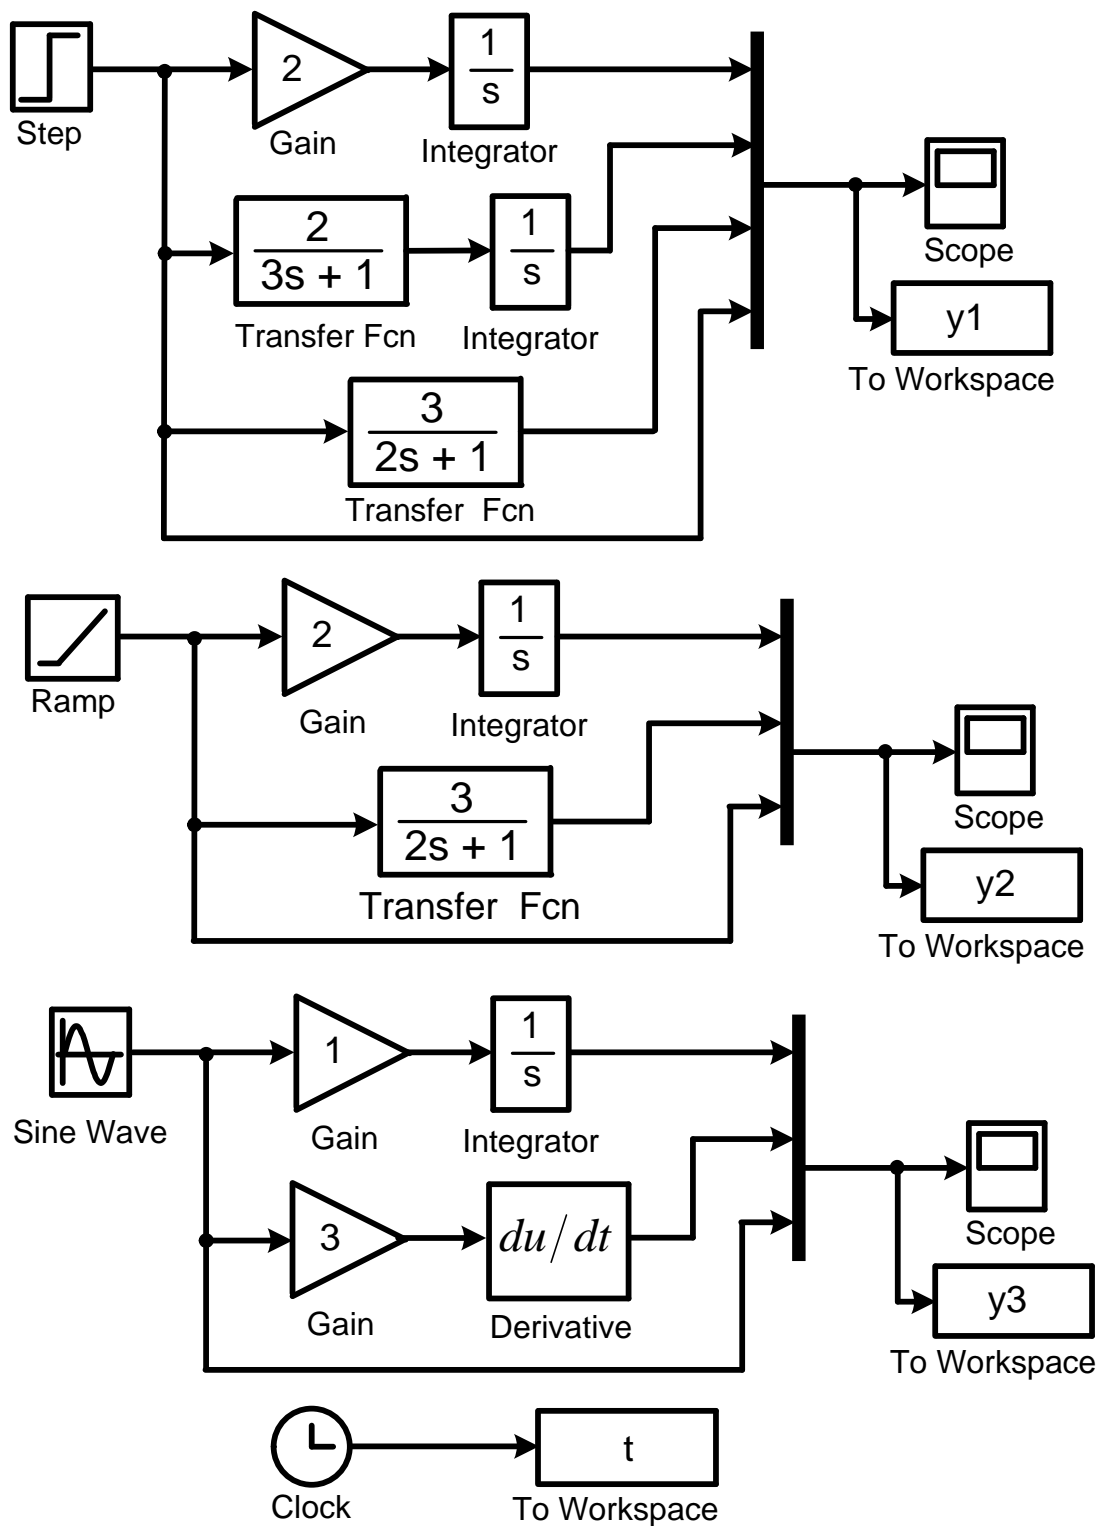 2
1
s
Step
Gain
Integrator
2
3s + 1
1
s
Scope
Transfer Fcn
Integrator
y1
To Workspace
3
2s + 1
Transfer Fcn
2
1
s
Ramp
Gain
Integrator
3
2s + 1
Scope
Transfer Fcn
y2
To Workspace
1
1
s
Sine Wave
Gain
Integrator
3
du/dt
Scope
Gain
Derivative
y3
To Workspace
t
Clock
To Workspace